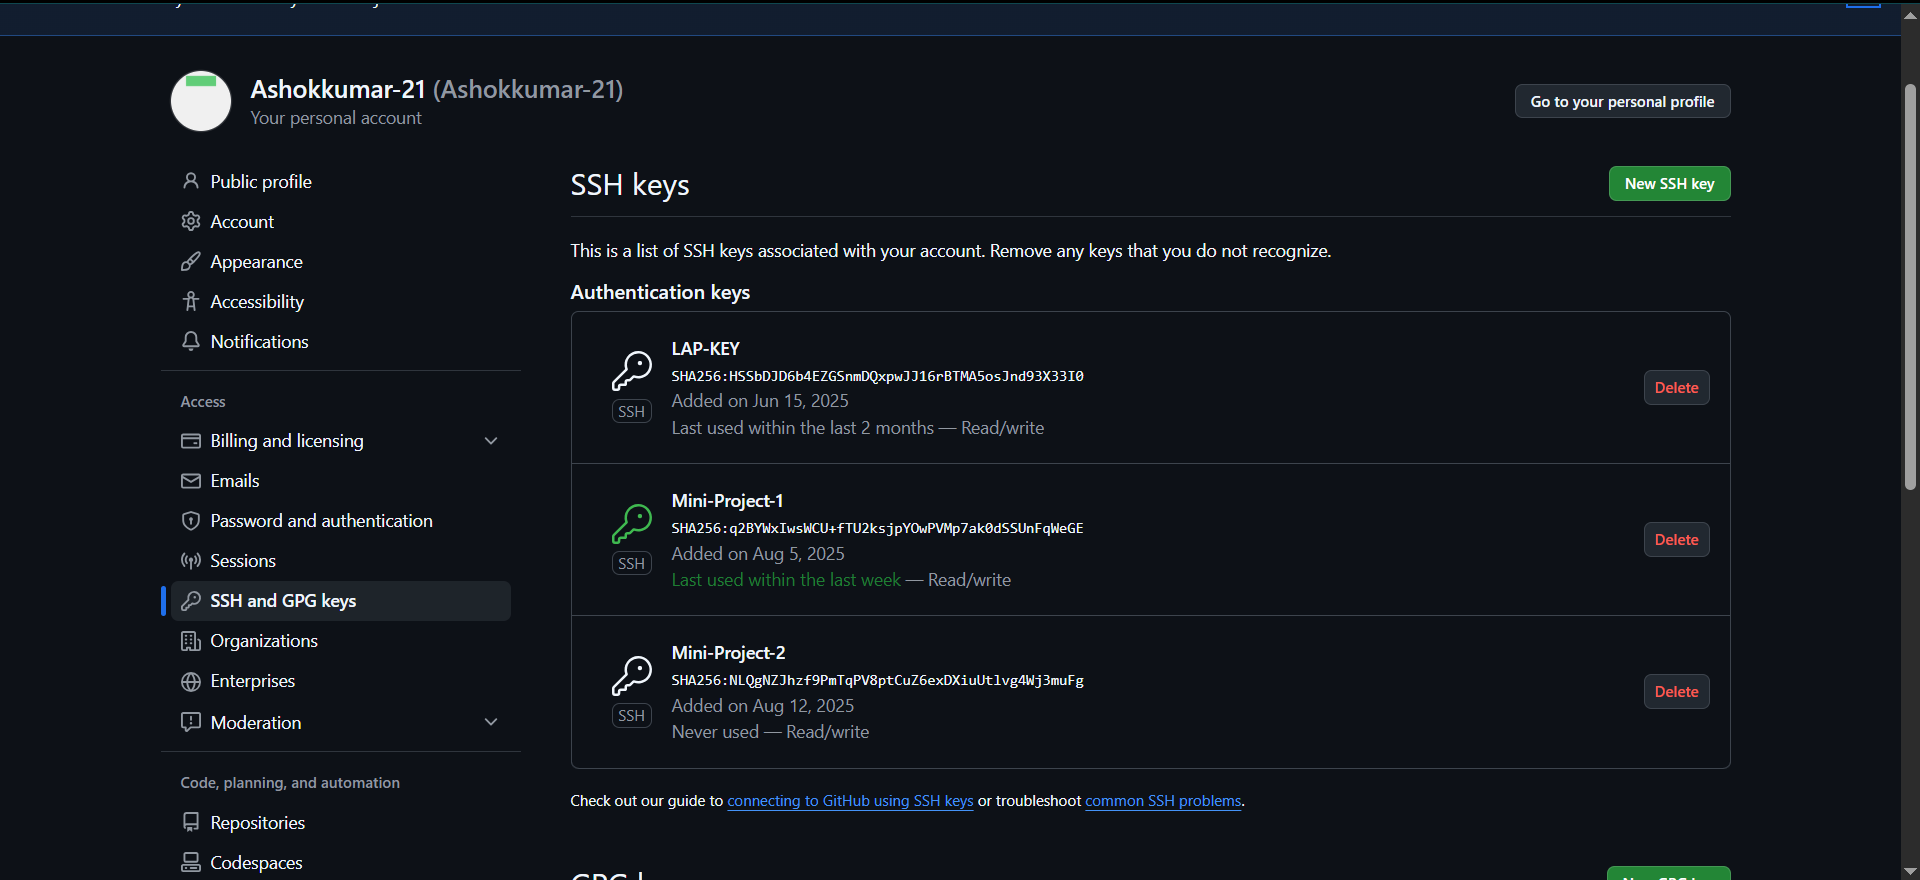 Ashokkumar-21 (Ashokkumar-21)
Your personal account
Go to your personal profile
Public profile
Account
Appearance
Accessibility
Notifications
Access
Billing and licensing
Emails
Password and authentication
Sessions
SSH and GPG keys
Organizations
Enterprises
Moderation
Code, planning, and automation
Repositories
Codespaces
SSH keys
New SSH key
This is a list of SSH keys associated with your account. Remove any keys that you do not recognize.
Authentication keys
LAP-KEY
SHA256:HSSbDJD6b4EZGSnmDQxpwJJ16rBTMA5osJnd93X33I0
Added on Jun 15, 2025
Last used within the last 2 months — Read/write
SSH
Delete
Mini-Project-1
SHA256:q2BYWxIwsWCU+fTU2ksjpYOwPVMp7ak0dSSUnFqWeGE
Added on Aug 5, 2025
Last used within the last week — Read/write
SSH
Delete
Mini-Project-2
SHA256:NLQgNZJhzf9PmTqPV8ptCuZ6exDXiuUtlvg4Wj3muFg
Added on Aug 12, 2025
Never used — Read/write
SSH
Delete
Check out our guide to connecting to GitHub using SSH keys or troubleshoot common SSH problems.